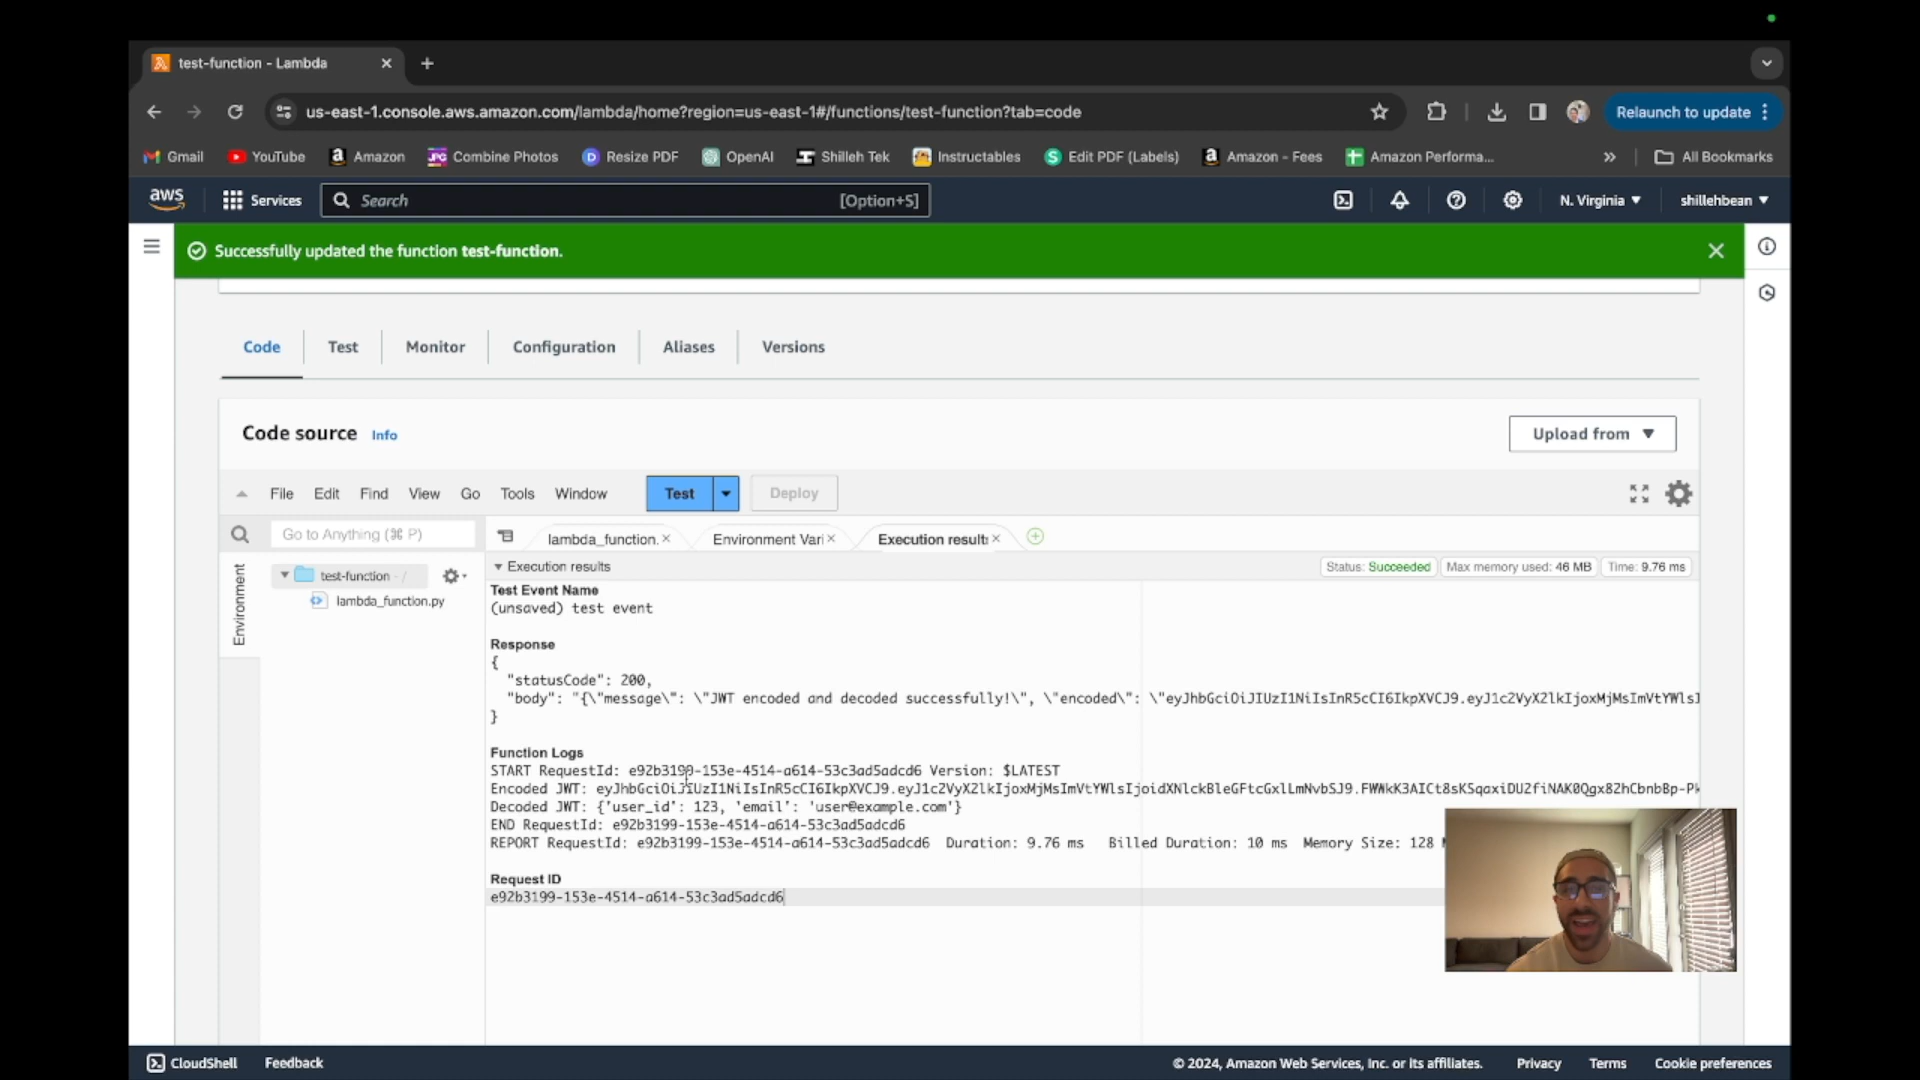 test-function - Lambda
us-east-1.console.aws.amazon.com/lambda/home?region=us-east-1#/functions/test-function?tab=code
Relaunch to update
Gmail
YouTube
Amazon
Combine Photos
Resize PDF
OpenAI
Shilleh Tek
Instructables
Edit PDF (Labels)
Amazon - Fees
Amazon Performa...
»
All Bookmarks
aws
Services
Search
[Option+S]
N. Virginia
shillehbean
Successfully updated the function test-function.
Code
Test
Monitor
Configuration
Aliases
Versions
Code source
Info
Upload from
File
Edit
Find
View
Go
Tools
Window
Test
Deploy
Go to Anything (⌘ P)
lambda_function.
Environment Vari
Execution result:
Environment
test-function - /
lambda_function.py
Execution results
Status: Succeeded
Max memory used: 46 MB
Time: 9.76 ms
Test Event Name
(unsaved) test event
Response
{
"statusCode": 200,
"body": "{\"message\": \"JWT encoded and decoded successfully!\", \"encoded\": \"eyJhbGciOiJIUzI1NiIsInR5cCI6IkpXVCJ9.eyJ1c2VyX2lkIjoxMjMsImVtYWlsI
}
Function Logs
START RequestId: e92b3199-153e-4514-a614-53c3ad5adcd6 Version: $LATEST
Encoded JWT: eyJhbGciOiJIUzI1NiIsInR5cCI6IkpXVCJ9.eyJ1c2VyX2lkIjoxMjMsImVtYWlsIjoidXNlckBleGFtcGxlLmNvbSJ9.FWWkK3AICt8sKSqaxiDU2fiNAK0Qgx82hCbnbBp-Pk
Decoded JWT: {'user_id': 123, 'email': 'user@example.com'}
END RequestId: e92b3199-153e-4514-a614-53c3ad5adcd6
REPORT RequestId: e92b3199-153e-4514-a614-53c3ad5adcd6 Duration: 9.76 ms Billed Duration: 10 ms Memory Size: 128
Request ID
e92b3199-153e-4514-a614-53c3ad5adcd6
CloudShell
Feedback
© 2024, Amazon Web Services, Inc. or its affiliates.
Privacy
Terms
Cookie preferences